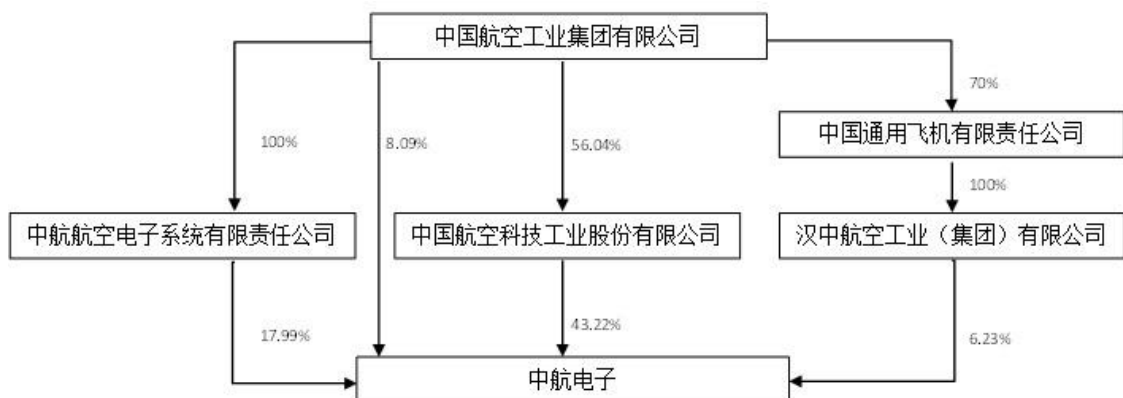 中国航空工业集团有限公司
70%
中国通用飞机有限责任公司
100%
8.09%
56.04%
100%
中航航空电子系统有限责任公司
中国航空科技工业股份有限公司
汉中航空工业（集团）有限公司
17.99%
43.22%
6.23%
中航电子